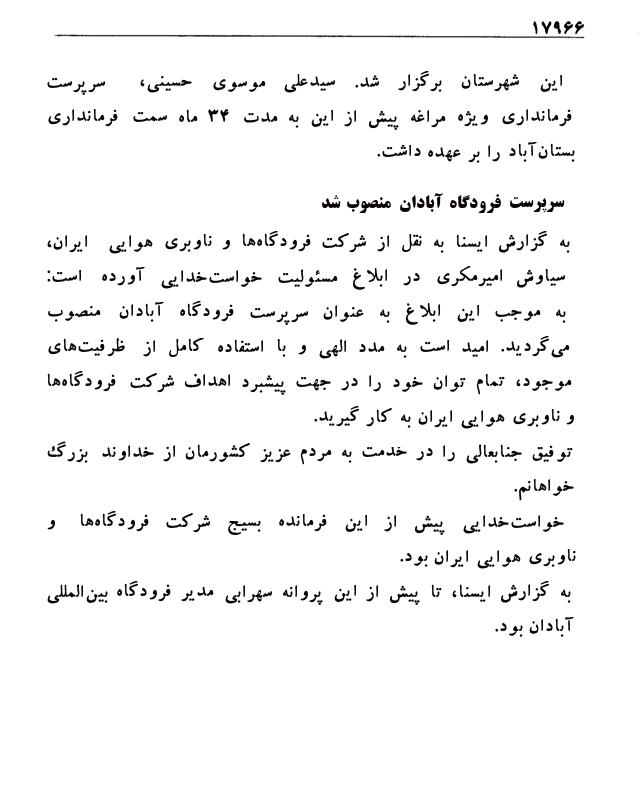 ۱۷۹۶۶
این شهرستان برگزار شد. سیدعلی موسوی حسینی، سرپرست
فرمانداری ویژه مراغه پیش از این به مدت ۳۴ ماه سمت فرمانداری
بستان‌آباد را بر عهده داشت.
سرپرست فرودگاه آبادان منصوب شد
به گزارش ایسنا به نقل از شرکت فرودگاه‌ها و ناوبری هوایی ایران،
سیاوش امیرمکری در ابلاغ مسئولیت خواست‌خدایی آورده است:
به موجب این ابلاغ به عنوان سرپرست فرودگاه آبادان منصوب
می‌گردید. امید است به مدد الهی و با استفاده کامل از ظرفیت‌های
موجود، تمام توان خود را در جهت پیشبرد اهداف شرکت فرودگاه‌ها
و ناوبری هوایی ایران به کار گیرید.
توفیق جنابعالی را در خدمت به مردم عزیز کشورمان از خداوند بزرگ
خواهانم.
خواست‌خدایی پیش از این فرمانده بسیج شرکت فرودگاه‌ها و
ناوبری هوایی ایران بود.
به گزارش ایسنا، تا پیش از این پروانه سهرابی مدیر فرودگاه بین‌المللی
آبادان بود.